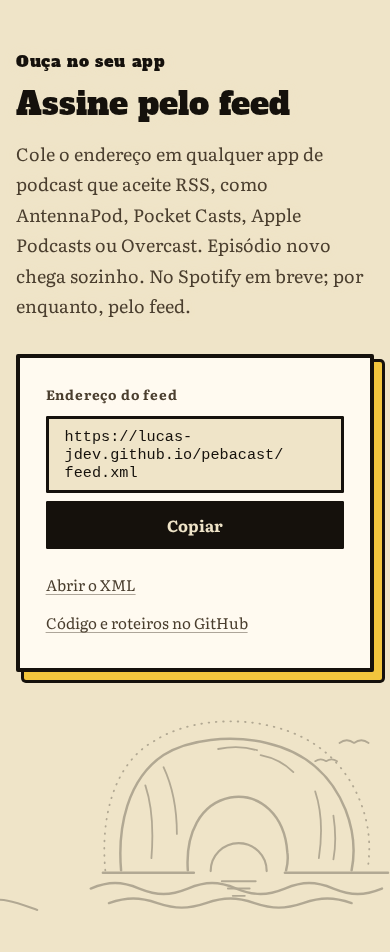 Ouça no seu app
Assine pelo feed
Cole o endereço em qualquer app de
podcast que aceite RSS, como
AntennaPod, Pocket Casts, Apple
Podcasts ou Overcast. Episódio novo
chega sozinho. No Spotify em breve; por
enquanto, pelo feed.
Endereço do feed
https://lucas-
jdev.github.io/pebacast/
feed.xml
Copiar
Abrir o XML
Código e roteiros no GitHub